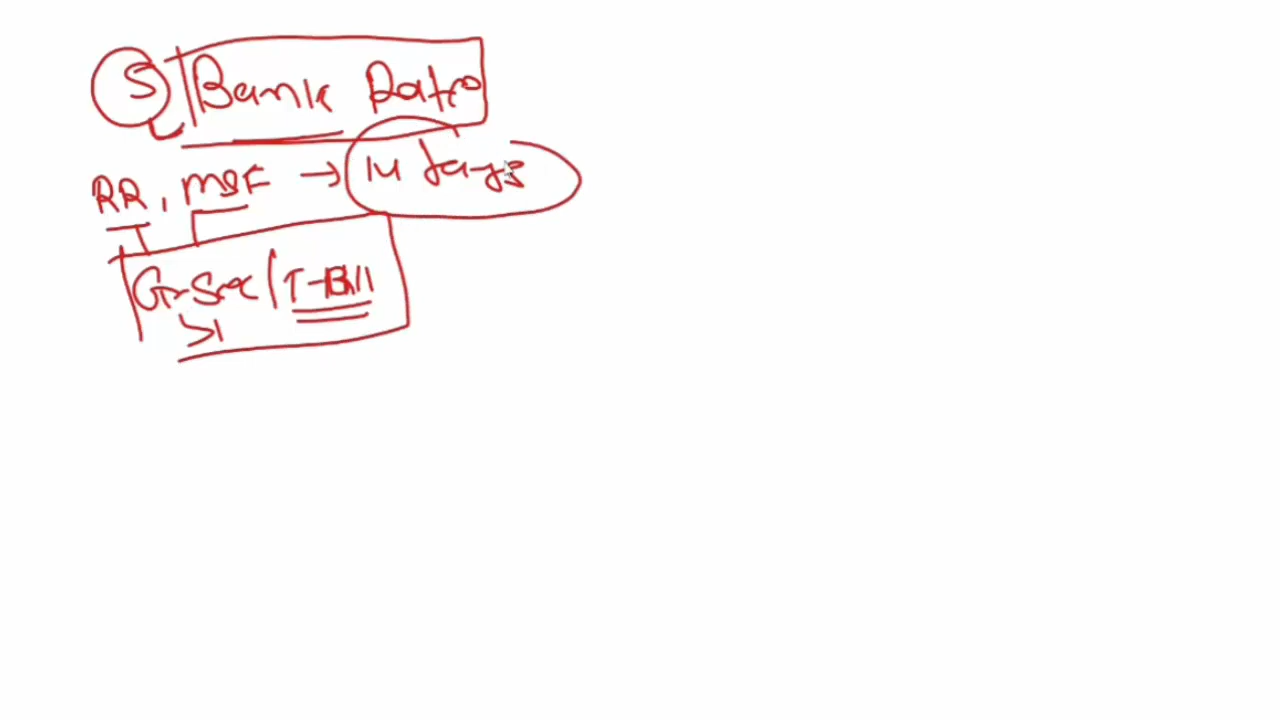 5 Bank Rate
RR, MSF → 14 days
G-Sec / T-Bill
>1